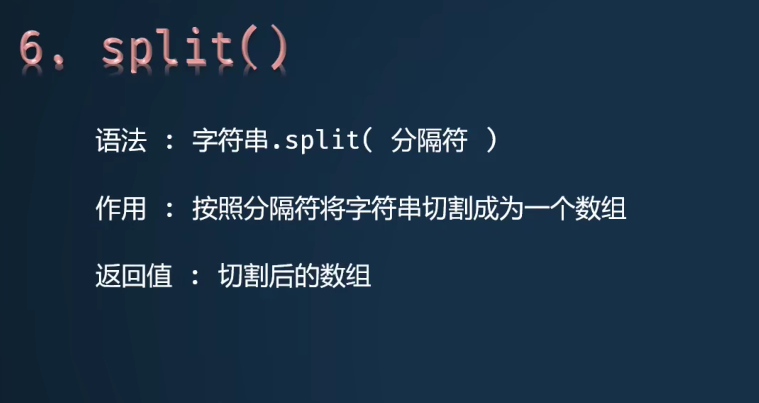 6. split()
语法 : 字符串.split( 分隔符 )
作用 : 按照分隔符将字符串切割成为一个数组
返回值 : 切割后的数组